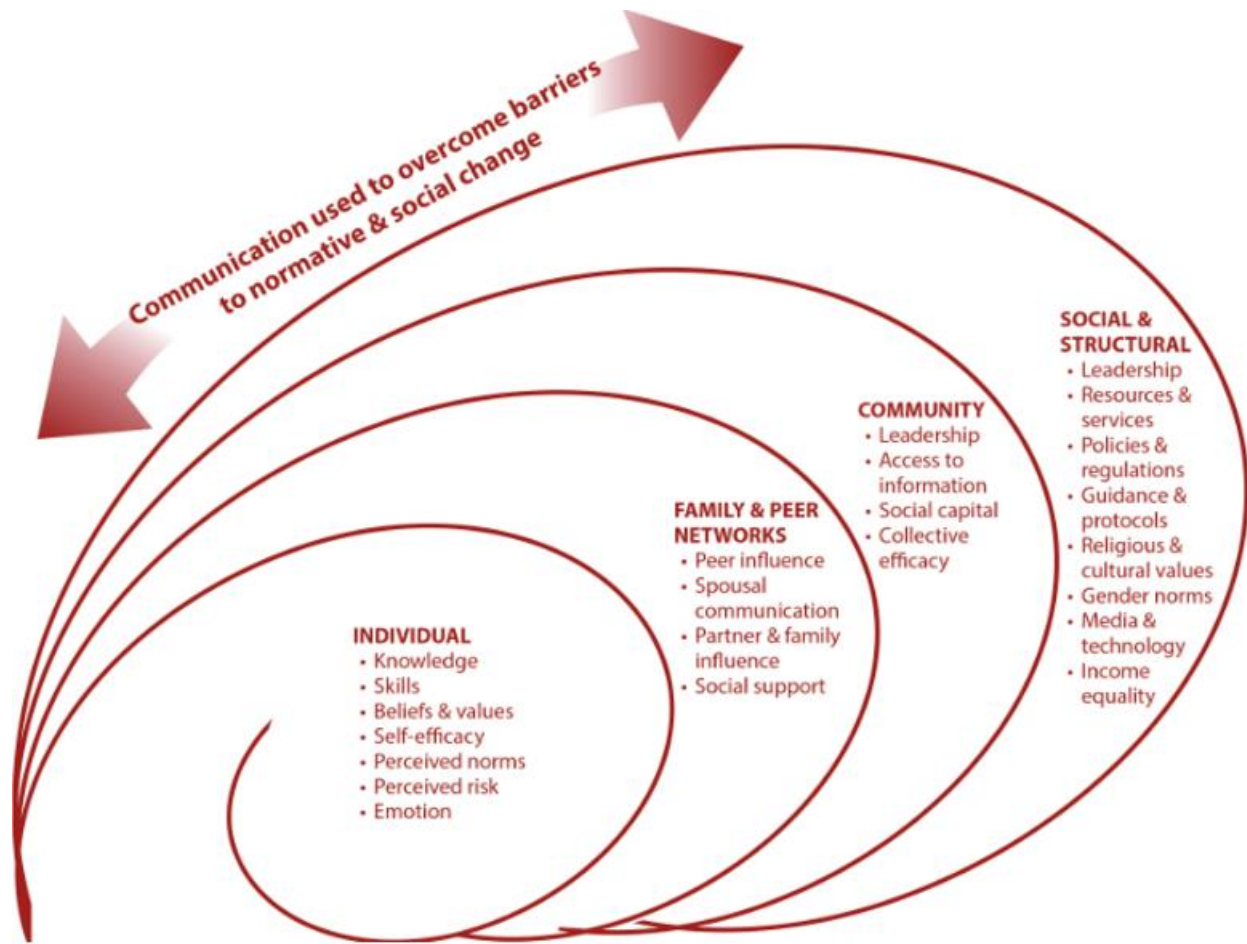 Communication used to overcome barriers
to normative & social change
INDIVIDUAL
• Knowledge
• Skills
• Beliefs & values
• Self-efficacy
• Perceived norms
• Perceived risk
• Emotion
FAMILY & PEER
NETWORKS
• Peer influence
• Spousal
communication
• Partner & family
influence
• Social support
COMMUNITY
• Leadership
• Access to
information
• Social capital
• Collective
efficacy
SOCIAL &
STRUCTURAL
• Leadership
• Resources &
services
• Policies &
regulations
• Guidance &
protocols
• Religious &
cultural values
• Gender norms
• Media &
technology
• Income
equality